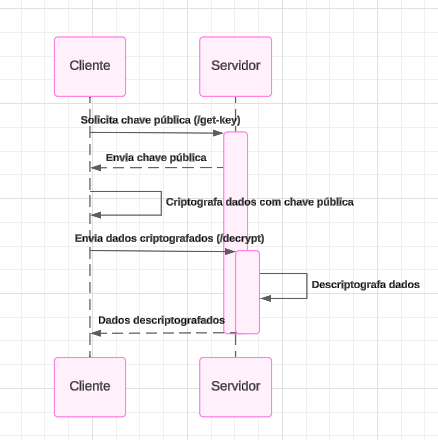 Cliente
Servidor
Solicita chave pública (/get-key)
Envia chave pública
Criptografa dados com chave pública
Envia dados criptografados (/decrypt)
Descriptografa dados
Dados descriptografados
Cliente
Servidor